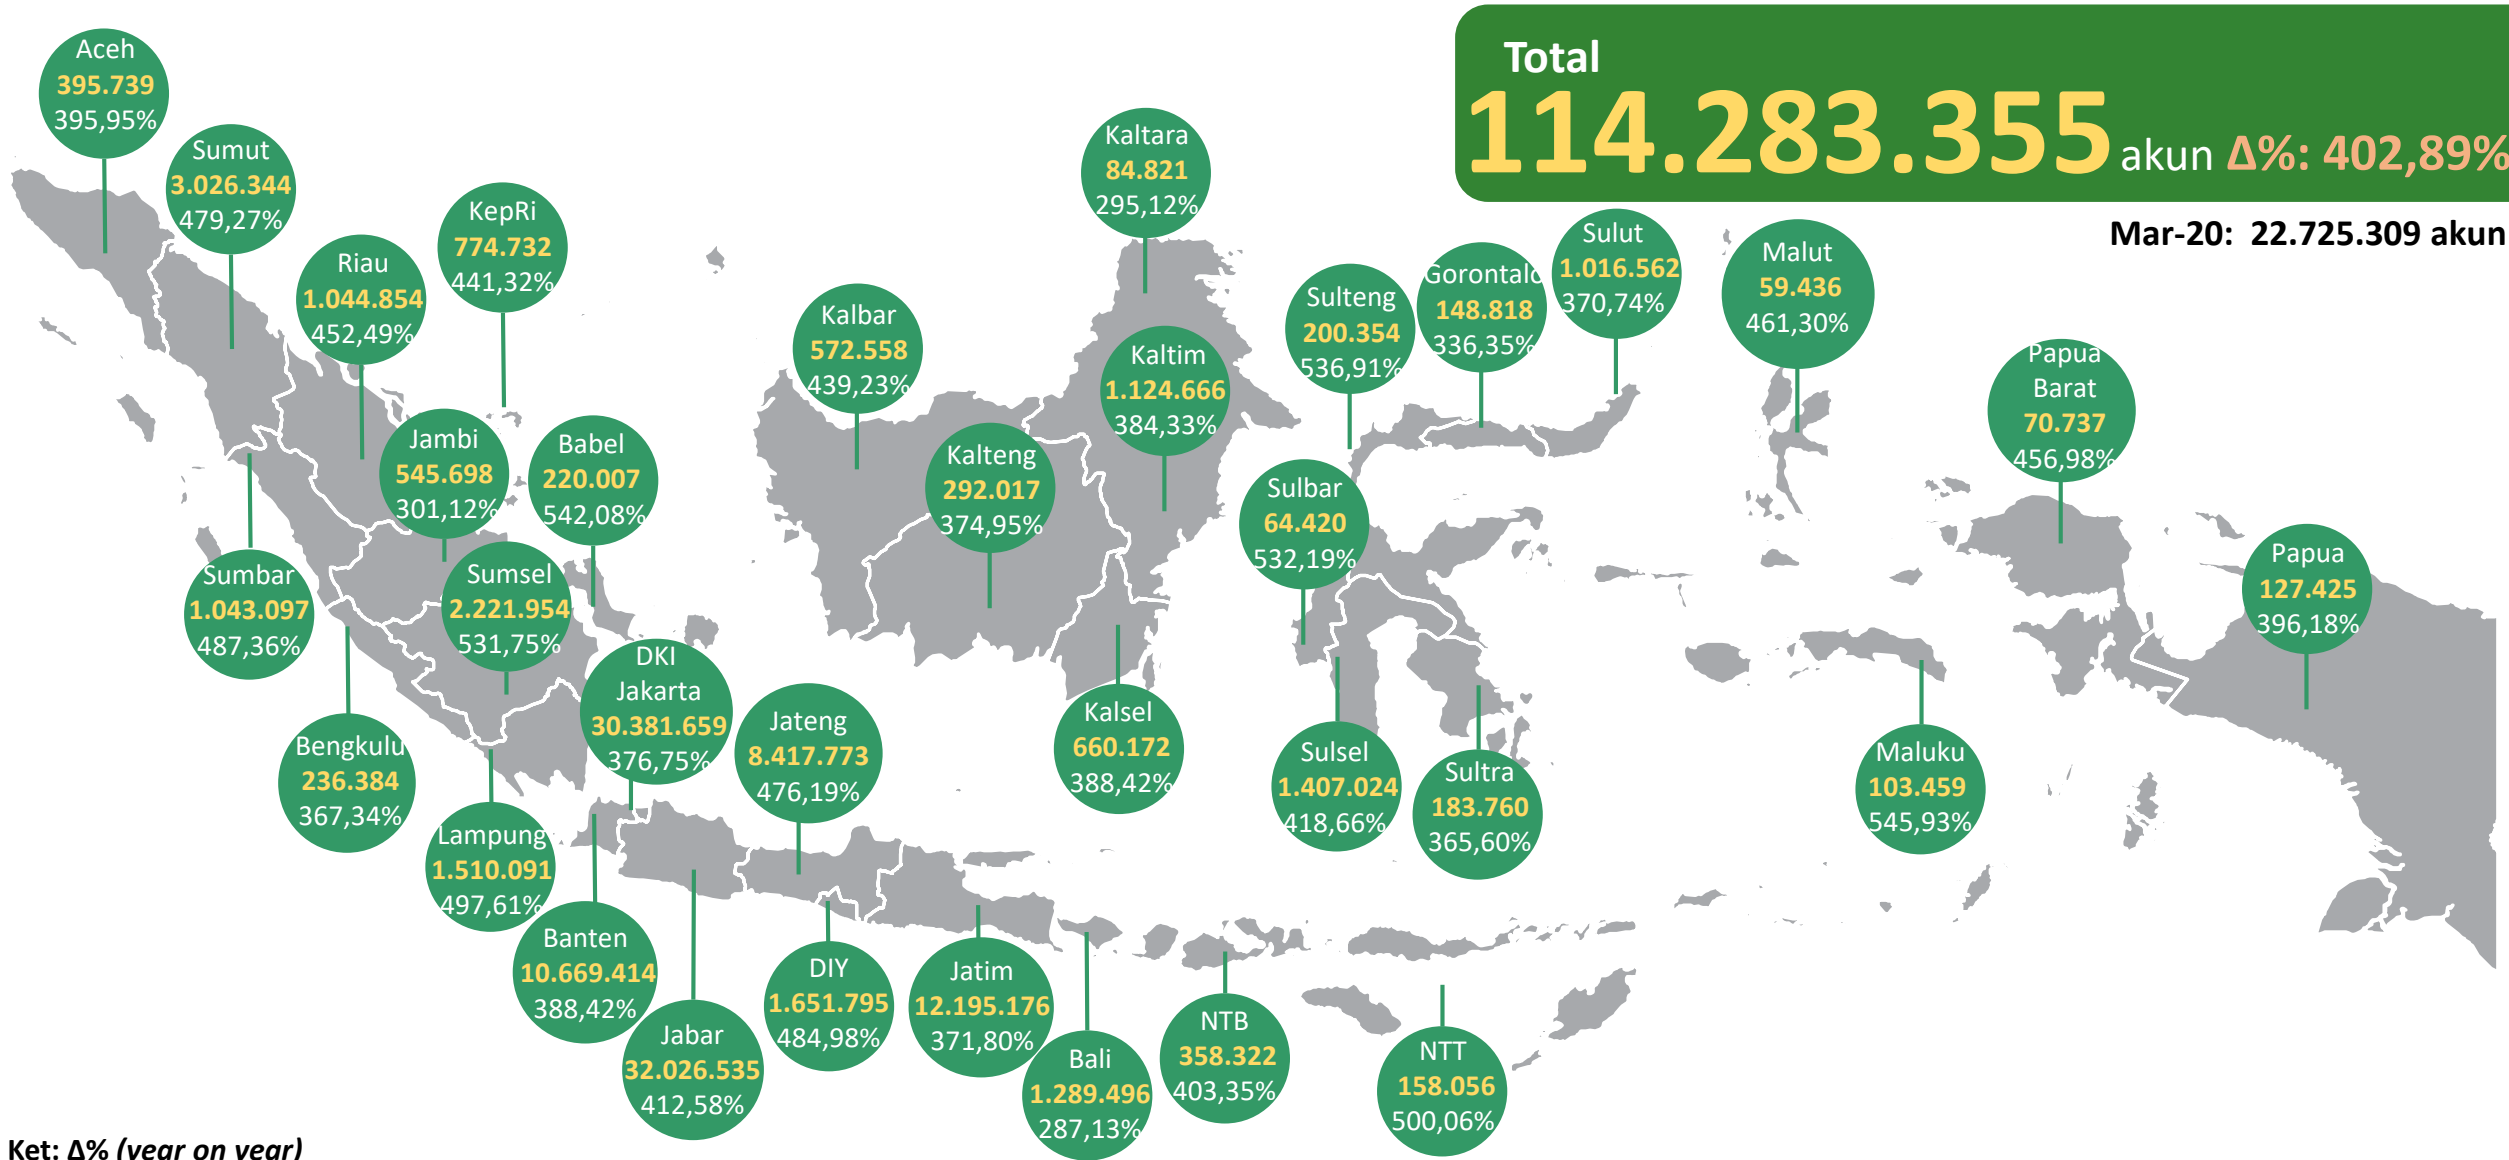 Total
114.283.355 akun Δ%: 402,89%
Mar-20: 22.725.309 akun
Aceh
395.739
395,95%
Sumut
3.026.344
479,27%
Riau
1.044.854
452,49%
KepRi
774.732
441,32%
Jambi
545.698
301,12%
Babel
220.007
542,08%
Sumbar
1.043.097
487,36%
Sumsel
2.221.954
531,75%
Bengkulu
236.384
367,34%
Lampung
1.510.091
497,61%
DKI
Jakarta
30.381.659
376,75%
Banten
10.669.414
388,42%
Jabar
32.026.535
412,58%
Jateng
8.417.773
476,19%
DIY
1.651.795
484,98%
Jatim
12.195.176
371,80%
Bali
1.289.496
287,13%
NTB
358.322
403,35%
NTT
158.056
500,06%
Kalbar
572.558
439,23%
Kalteng
292.017
374,95%
Kaltara
84.821
295,12%
Kaltim
1.124.666
384,33%
Kalsel
660.172
388,42%
Sulteng
200.354
536,91%
Gorontalo
148.818
336,35%
Sulut
1.016.562
370,74%
Sulbar
64.420
532,19%
Sulsel
1.407.024
418,66%
Sultra
183.760
365,60%
Malut
59.436
461,30%
Maluku
103.459
545,93%
Papua
Barat
70.737
456,98%
Papua
127.425
396,18%
Ket: Δ% (year on year)